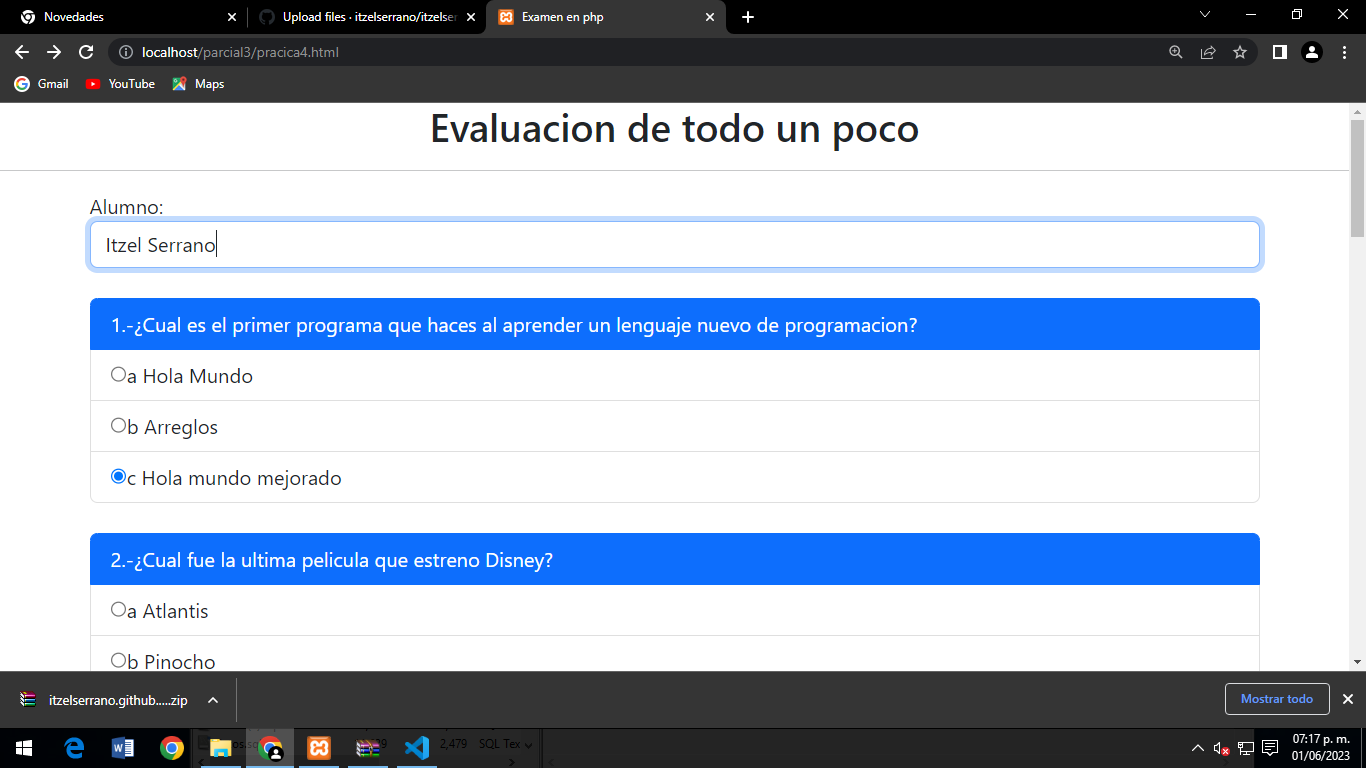 Novedades
Upload files · itzelserrano/itzelser
Examen en php
localhost/parcial3/pracica4.html
Gmail
YouTube
Maps
Evaluacion de todo un poco
Alumno:
Itzel Serrano
1.-¿Cual es el primer programa que haces al aprender un lenguaje nuevo de programacion?
a Hola Mundo
b Arreglos
c Hola mundo mejorado
2.-¿Cual fue la ultima pelicula que estreno Disney?
a Atlantis
b Pinocho
itzelserrano.github.....zip
Mostrar todo
2,479 SQL Tex
07:17 p. m.
01/06/2023